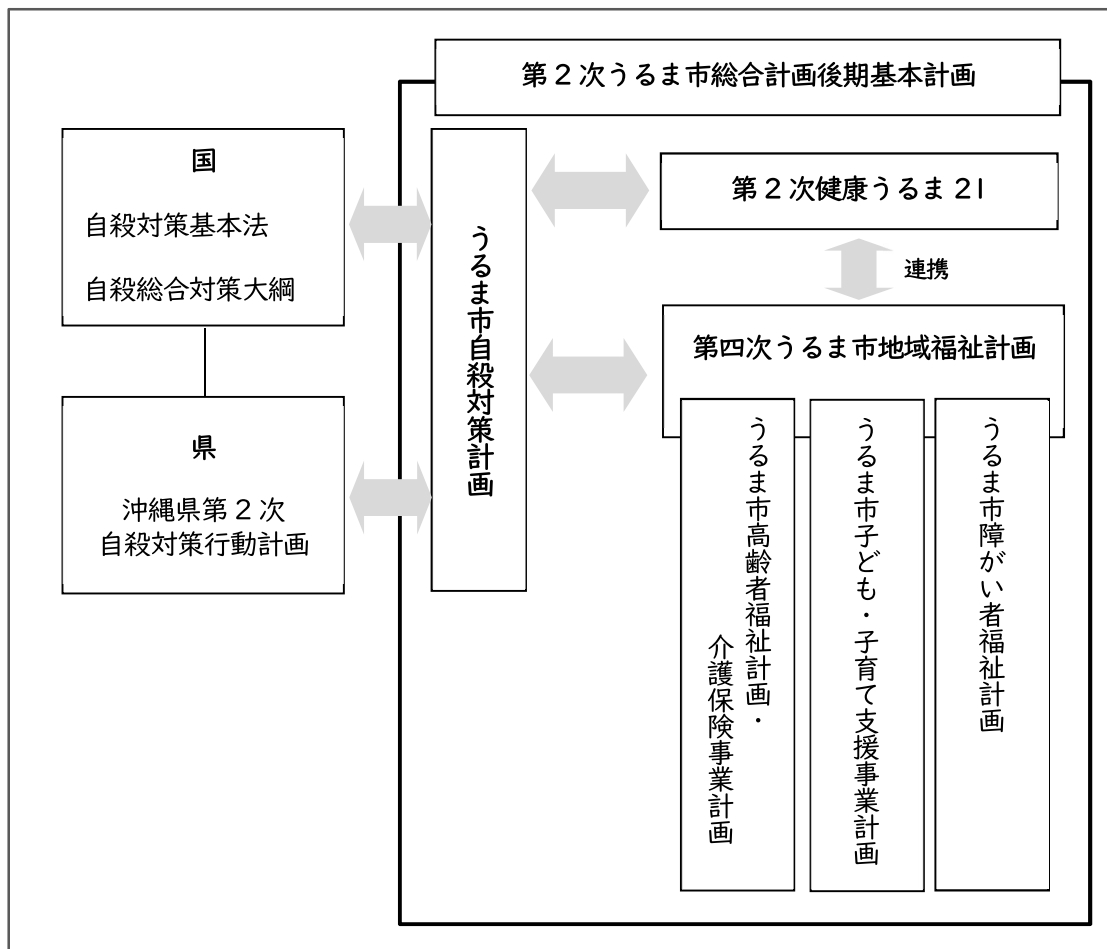 第2次うるま市総合計画後期基本計画
国
自殺対策基本法
自殺総合対策大綱
県
沖縄県第2次
自殺対策行動計画
うるま市自殺対策計画
第2次健康うるま21
連携
第四次うるま市地域福祉計画
うるま市高齢者福祉計画・
介護保険事業計画
うるま市子ども・子育て支援事業計画
うるま市障がい者福祉計画